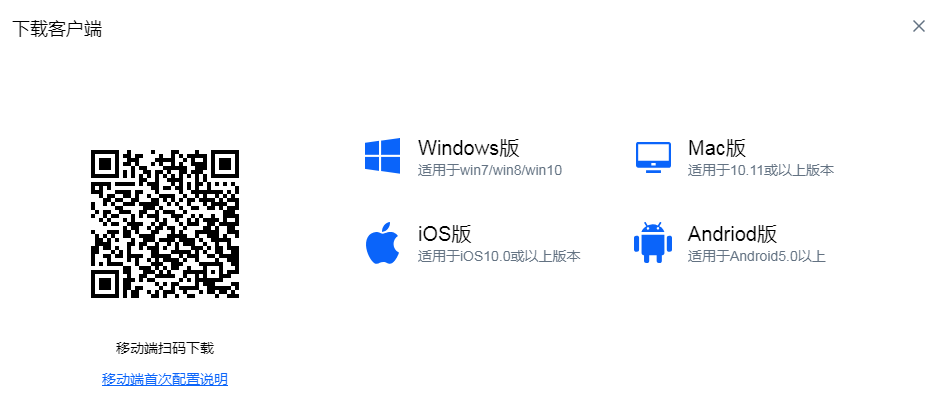 下载客户端
Windows版
适用于win7/win8/win10
Mac版
适用于10.11或以上版本
iOS版
适用于iOS10.0或以上版本
Andriod版
适用于Android5.0以上
移动端扫码下载
移动端首次配置说明